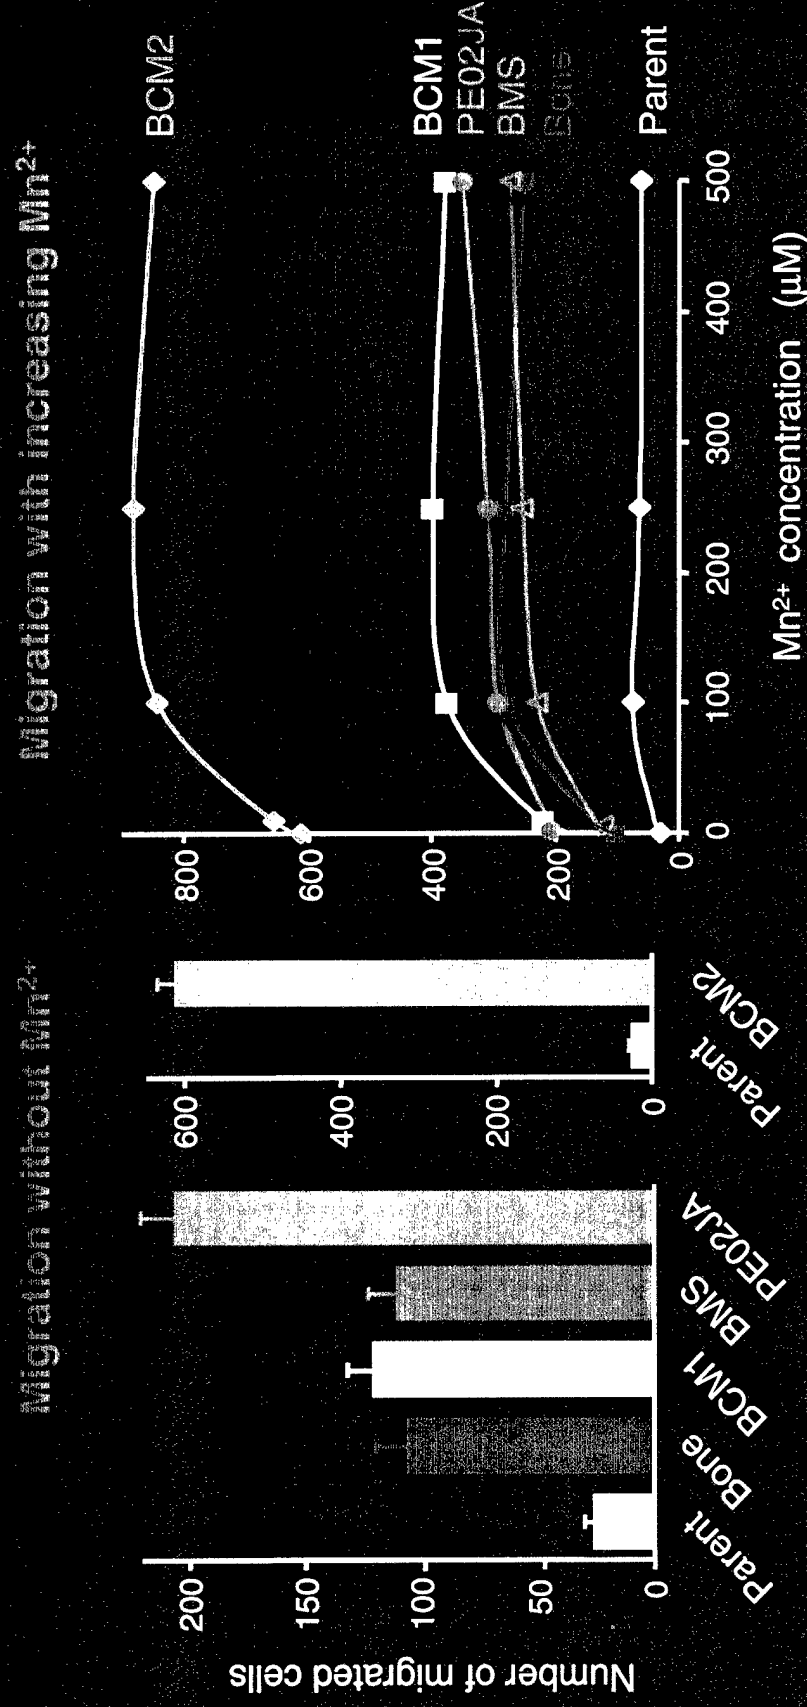 Migration without Mn²⁺
Number of migrated cells
200
150
100
50
0
Parent
Bone
BCM1
BMS
PE02JA
600
400
200
0
Parent
BCM2
Migration with increasing Mn²⁺
800
600
400
200
0
0
100
200
300
400
500
Mn²⁺ concentration (μM)
BCM2
BCM1
PE02JA
BMS
Bone
Parent